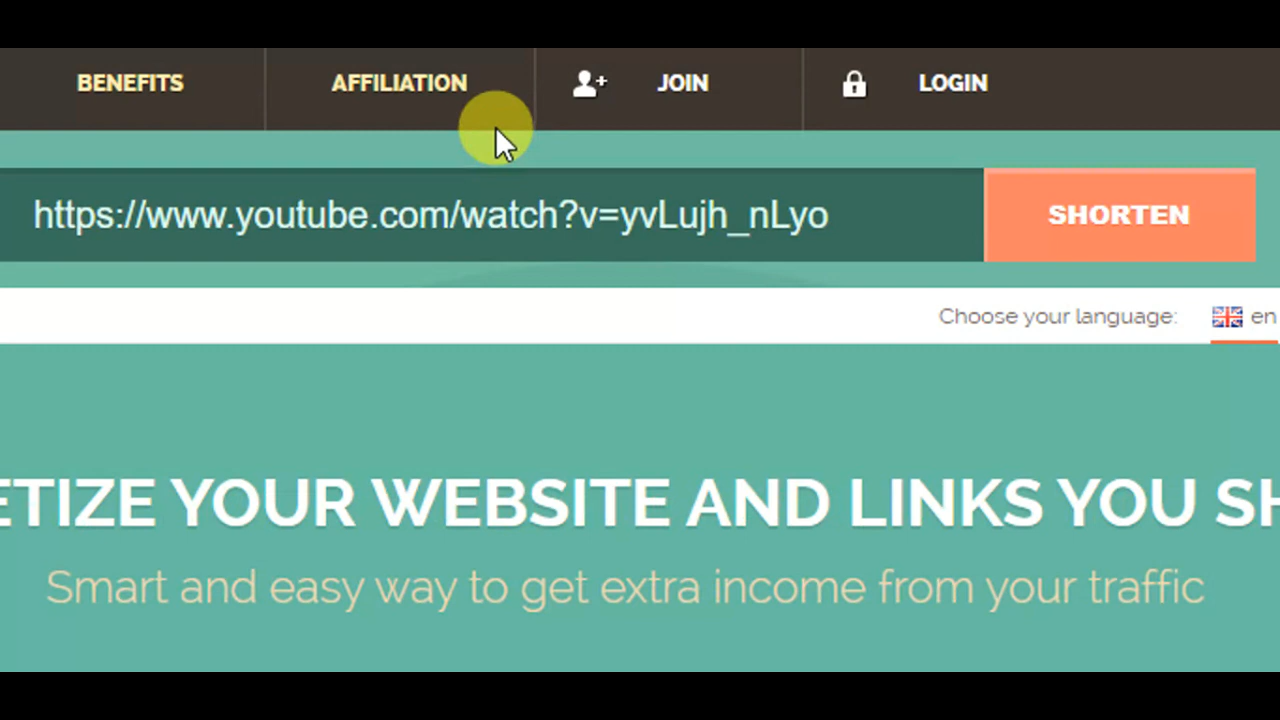 BENEFITS AFFILIATION JOIN LOGIN
https://www.youtube.com/watch?v=yvLujh_nLyo SHORTEN
Choose your language: en
ETIZE YOUR WEBSITE AND LINKS YOU SH
Smart and easy way to get extra income from your traffic